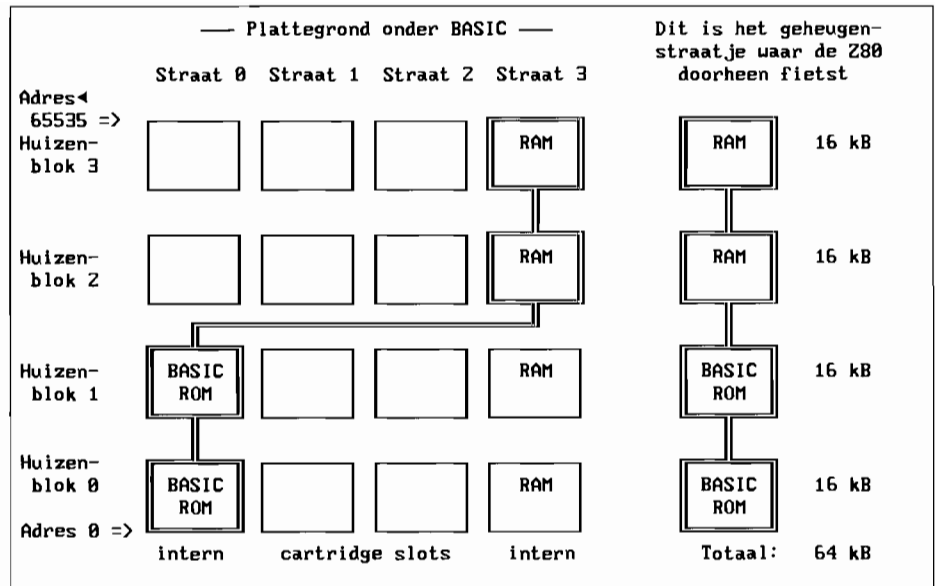 ── Plattegrond onder BASIC ──
Dit is het geheugen-
straatje waar de Z80
doorheen fietst
Straat 0 Straat 1 Straat 2 Straat 3
Adres◄
65535 =>
Huizen-
blok 3
RAM
RAM
16 kB
Huizen-
blok 2
RAM
RAM
16 kB
Huizen-
blok 1
BASIC
ROM
RAM
BASIC
ROM
16 kB
Huizen-
blok 0
BASIC
ROM
RAM
BASIC
ROM
16 kB
Adres 0 =>
intern cartridge slots intern
Totaal: 64 kB